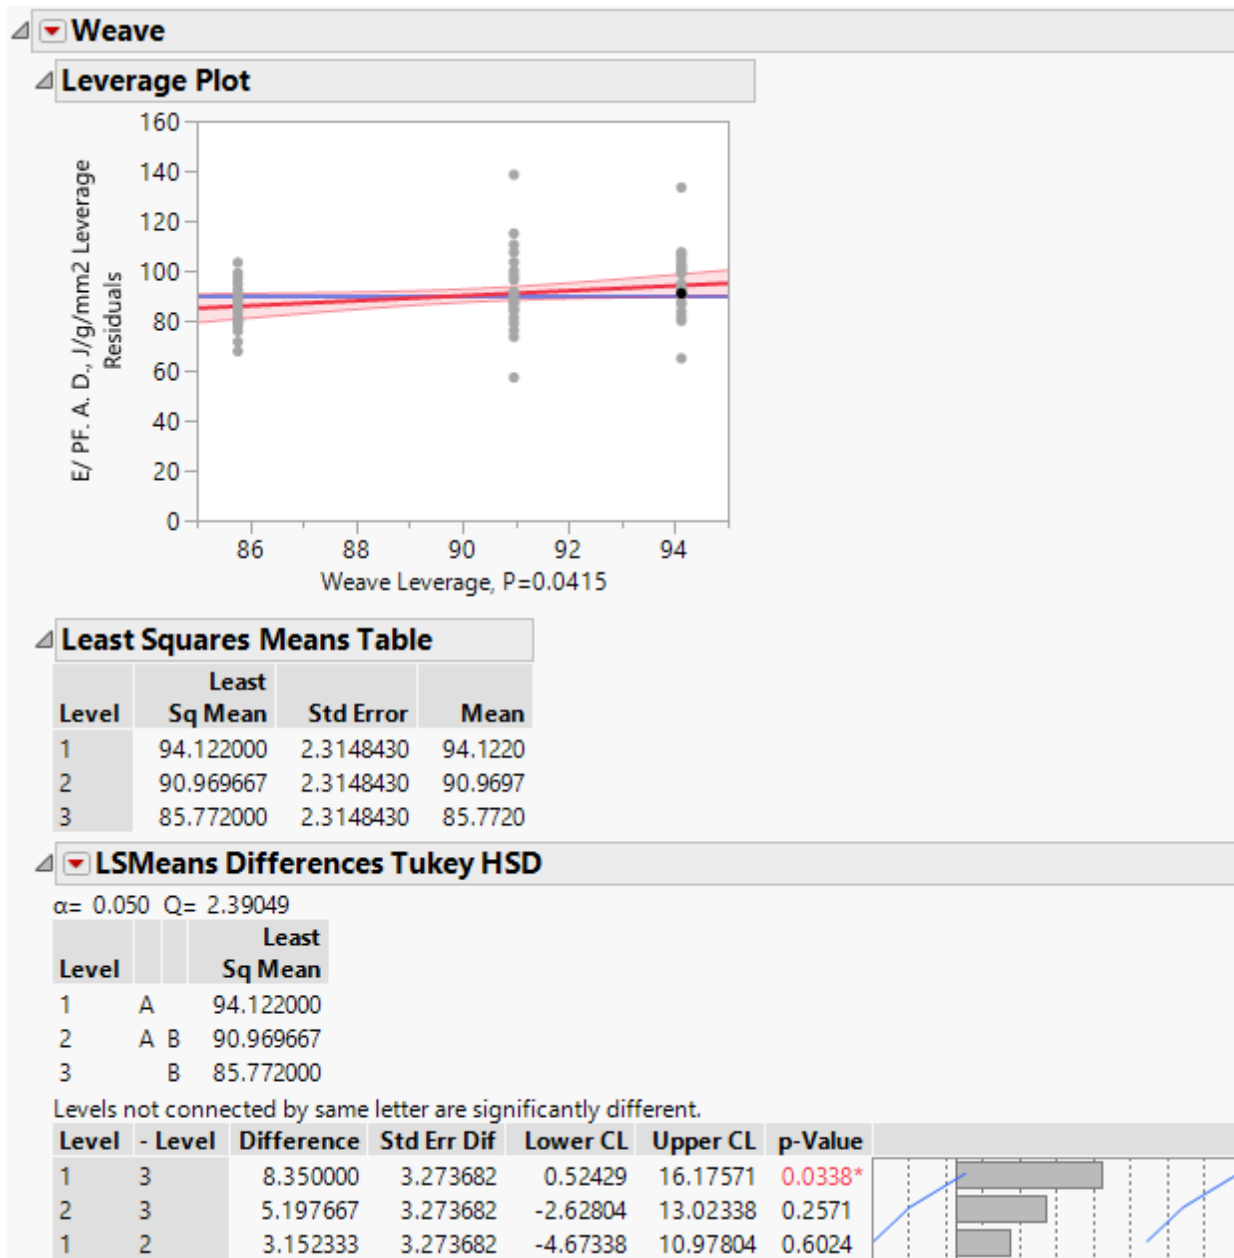 Weave
Leverage Plot
160
140
120
100
80
60
40
20
0
E/ PF. A. D., J/g/mm2 Leverage
Residuals
86 88 90 92 94
Weave Leverage, P=0.0415
Least Squares Means Table
Least
Level Sq Mean Std Error Mean
1 94.122000 2.3148430 94.1220
2 90.969667 2.3148430 90.9697
3 85.772000 2.3148430 85.7720
LSMeans Differences Tukey HSD
α= 0.050 Q= 2.39049
Least
Level Sq Mean
1 A 94.122000
2 A B 90.969667
3 B 85.772000
Levels not connected by same letter are significantly different.
Level - Level Difference Std Err Dif Lower CL Upper CL p-Value
1 3 8.350000 3.273682 0.52429 16.17571 0.0338*
2 3 5.197667 3.273682 -2.62804 13.02338 0.2571
1 2 3.152333 3.273682 -4.67338 10.97804 0.6024